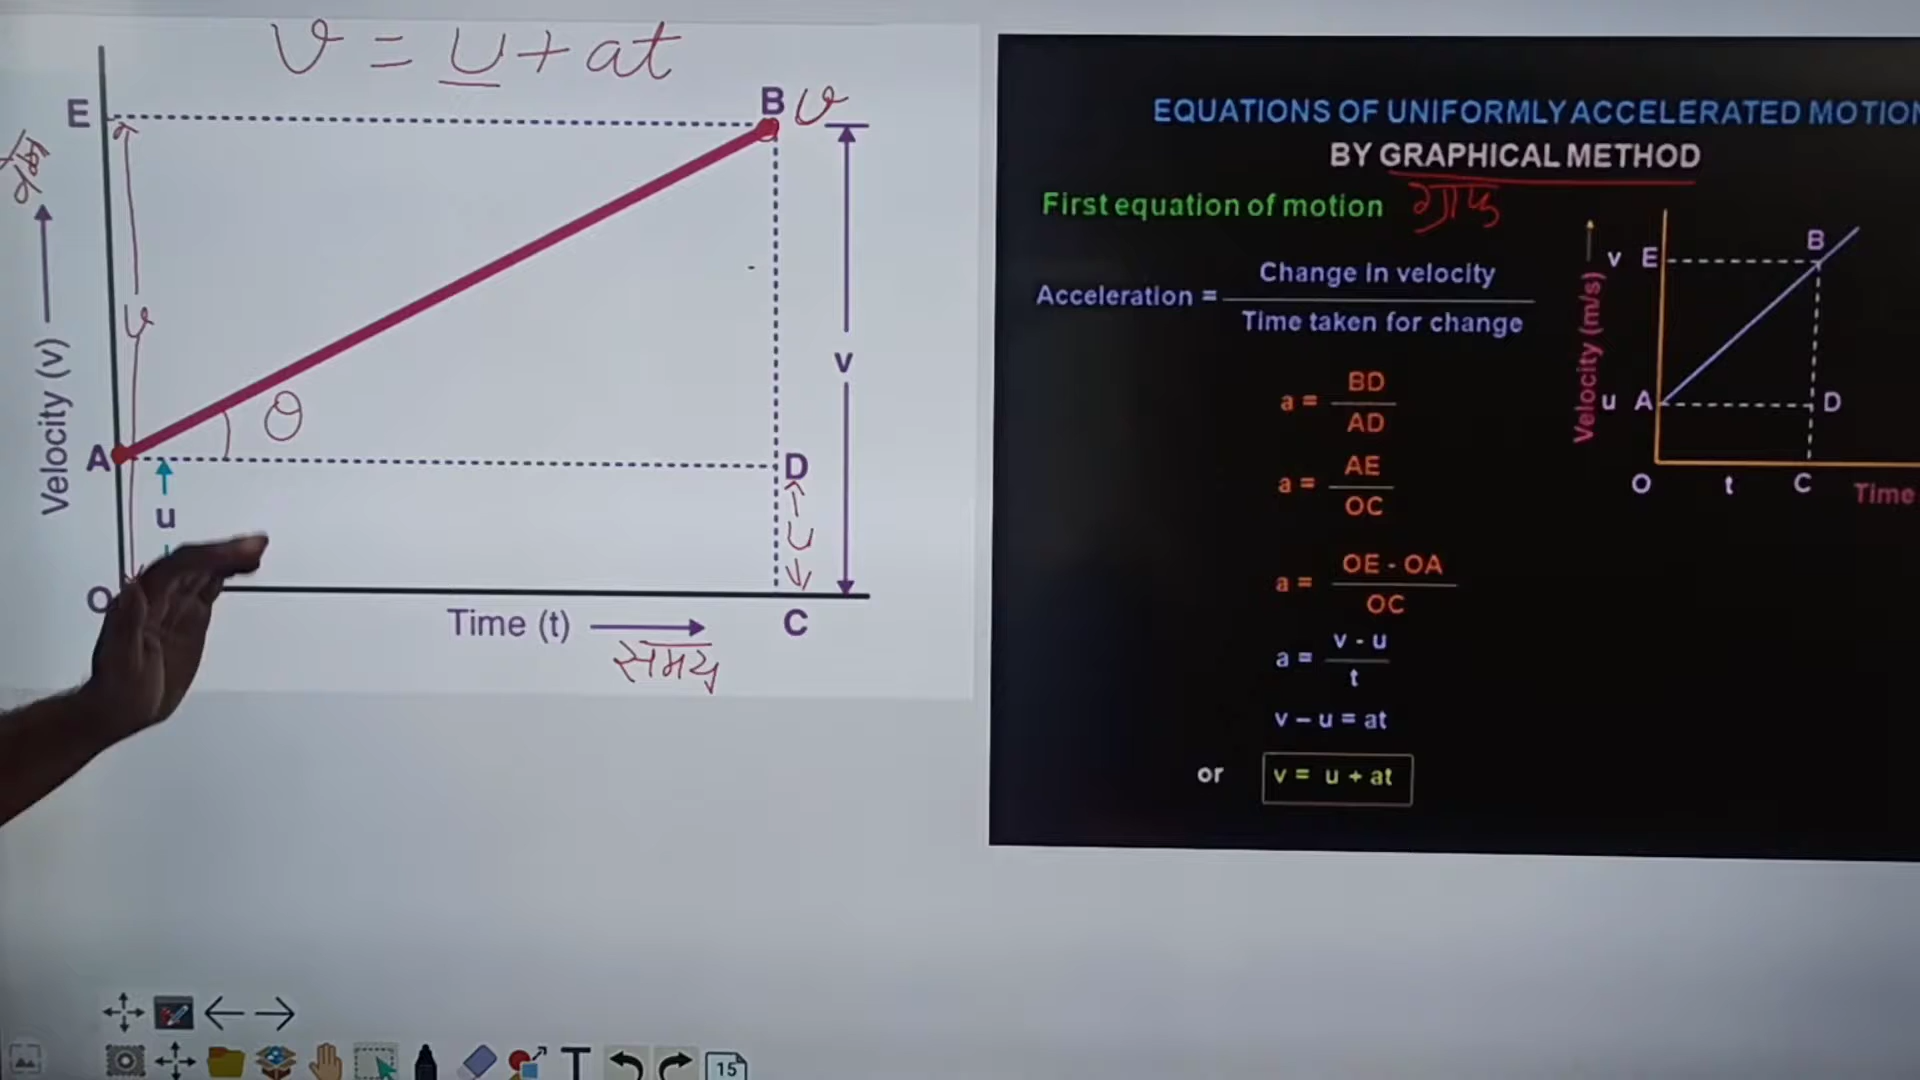 v = u + at
E
B v
वेग
v
v
Velocity (v)
θ
A
D
u
u
O
Time (t)
C
समय
EQUATIONS OF UNIFORMLY ACCELERATED MOTION
BY GRAPHICAL METHOD
First equation of motion ग्राफ
Acceleration = Change in velocity
Time taken for change
a = BD
AD
a = AE
OC
a = OE - OA
OC
a = v - u
t
v – u = at
or v = u + at
v E B
Velocity (m/s)
u A D
O t C Time
15